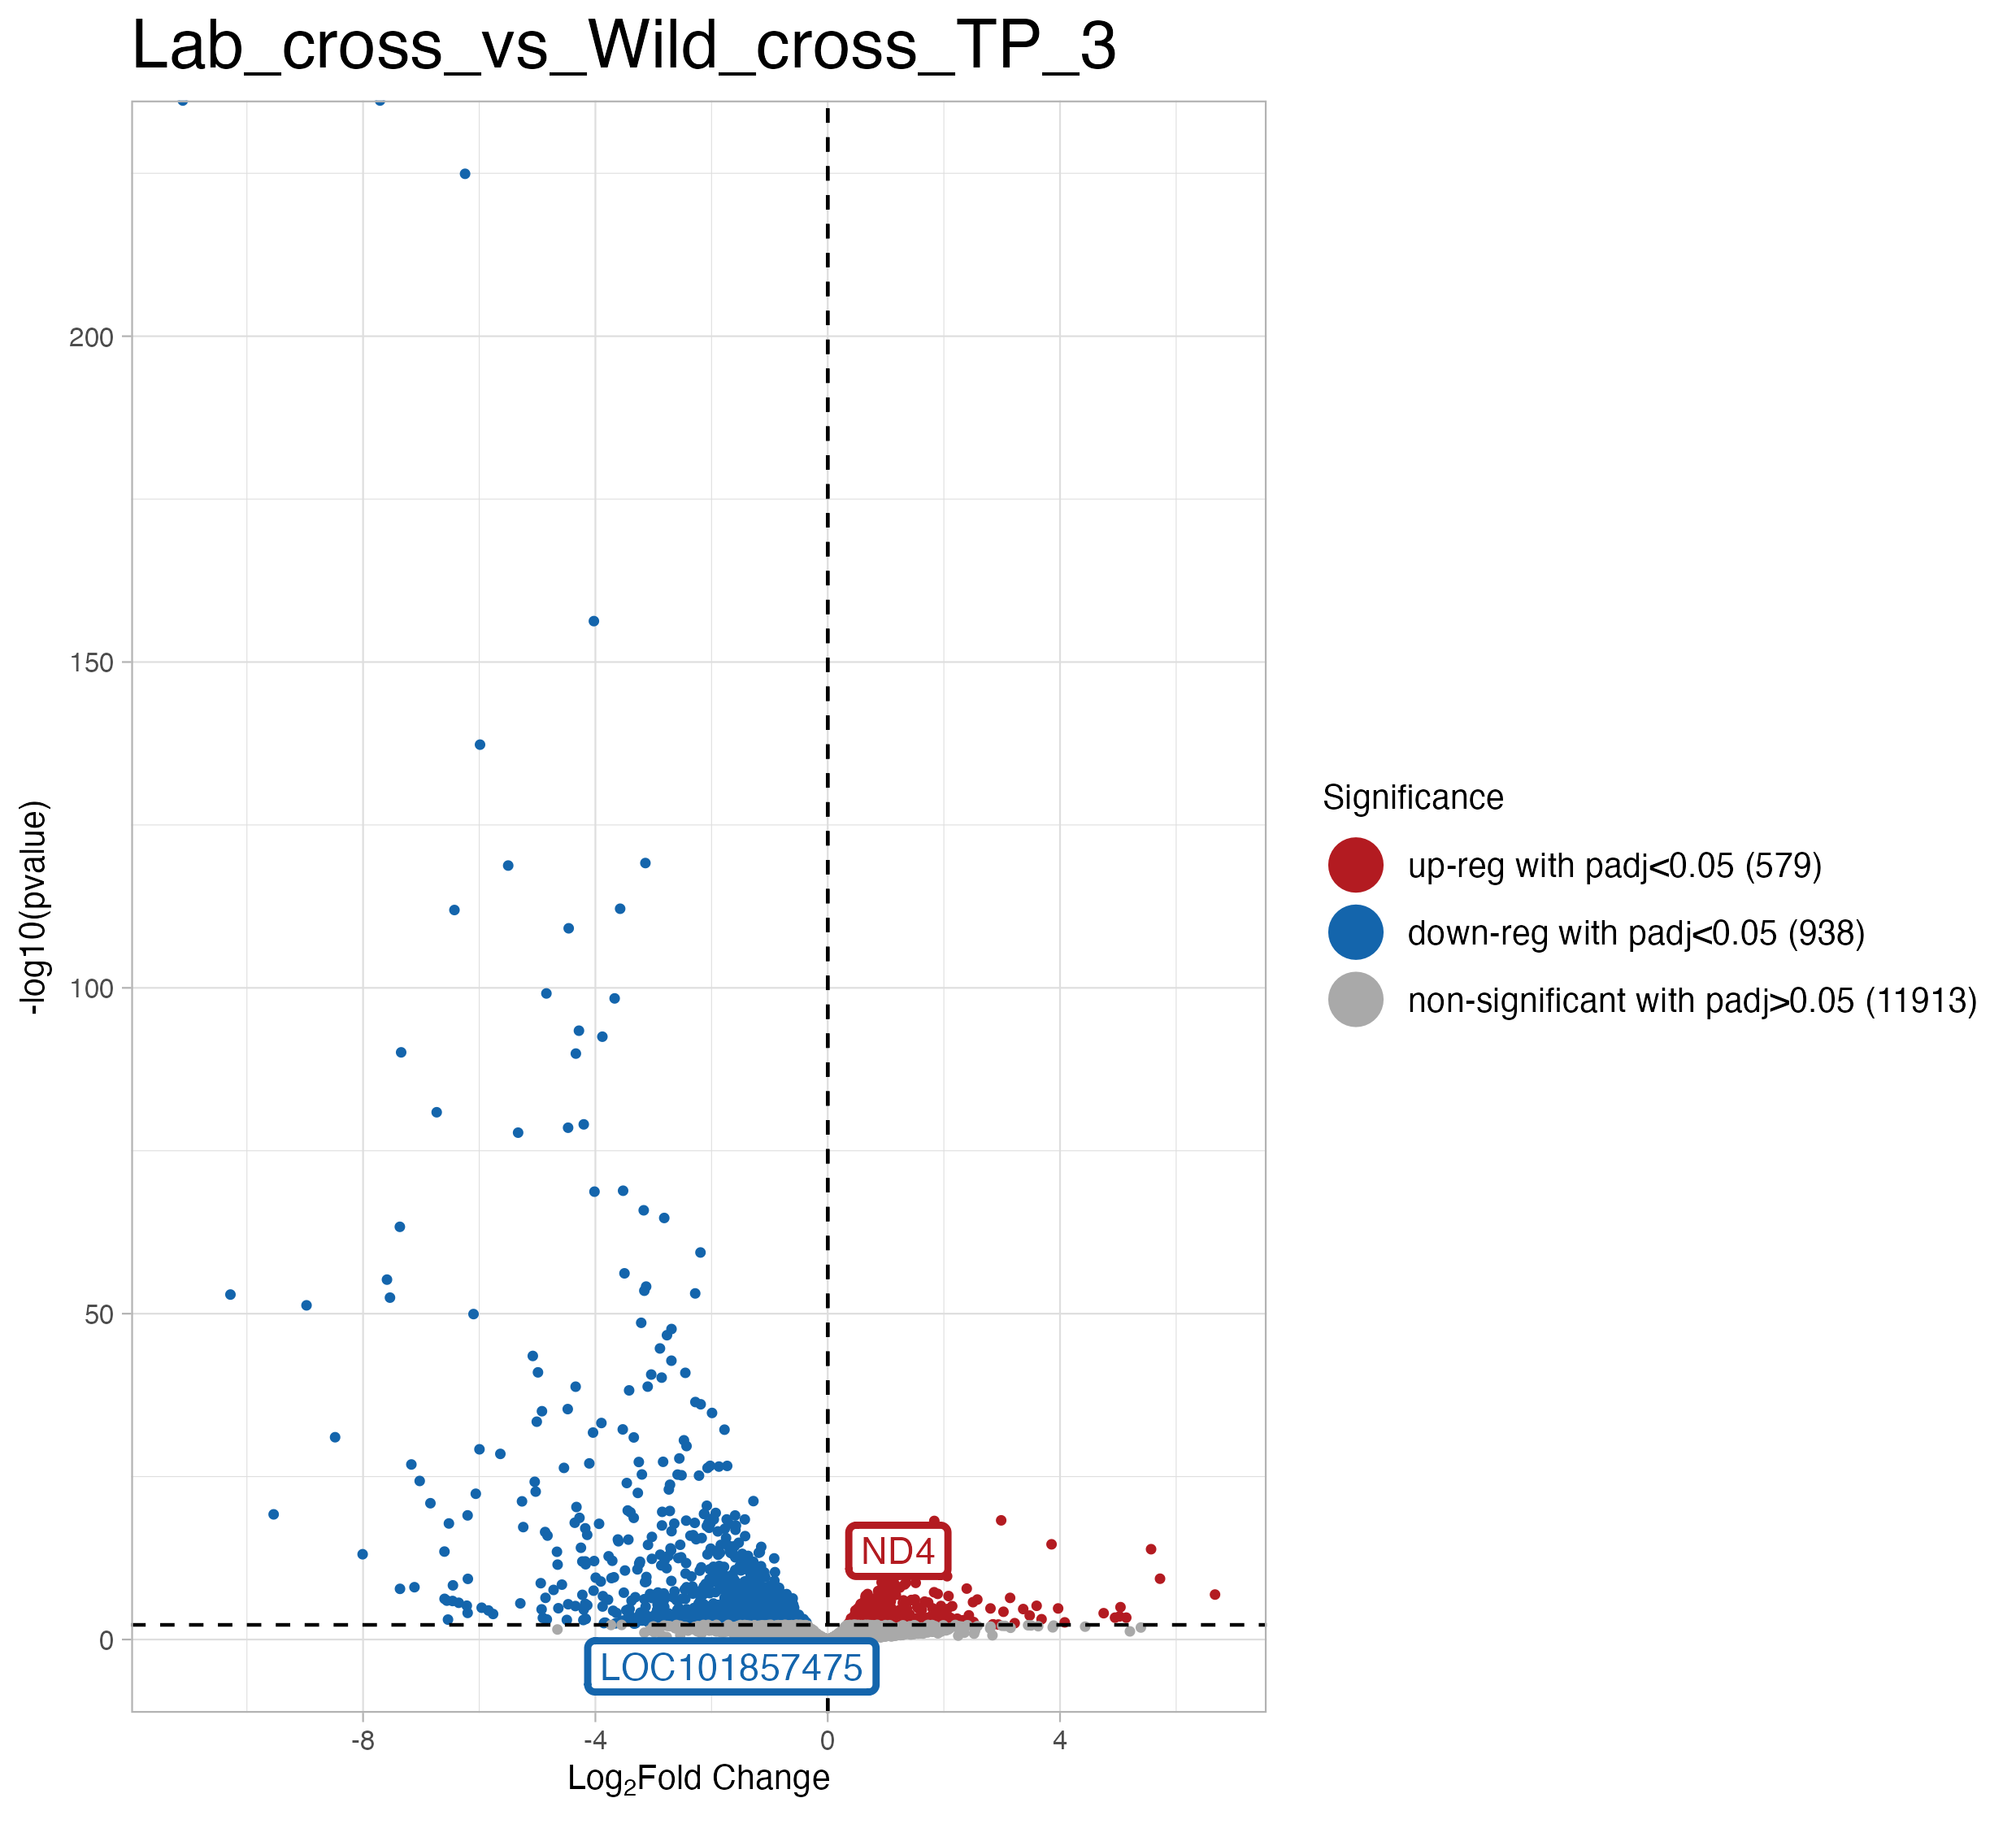 Lab_cross_vs_Wild_cross_TP_3
200
150
100
50
0
-log10(pvalue)
ND4
LOC101857475
-8
-4
0
4
Log₂Fold Change
Significance
up-reg with padj<0.05 (579)
down-reg with padj<0.05 (938)
non-significant with padj>0.05 (11913)